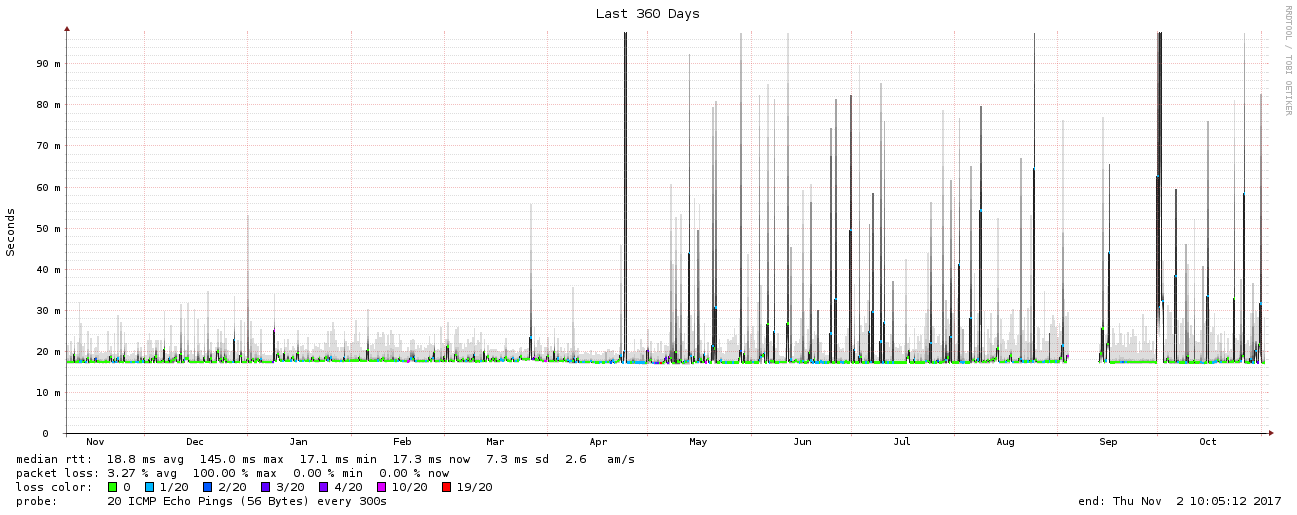 Last 360 Days
RRDTOOL / TOBI OETIKER
Seconds
90 m
80 m
70 m
60 m
50 m
40 m
30 m
20 m
10 m
0
Nov Dec Jan Feb Mar Apr May Jun Jul Aug Sep Oct
median rtt: 18.8 ms avg 145.0 ms max 17.1 ms min 17.3 ms now 7.3 ms sd 2.6 am/s
packet loss: 3.27 % avg 100.00 % max 0.00 % min 0.00 % now
loss color: 0 1/20 2/20 3/20 4/20 10/20 19/20
probe: 20 ICMP Echo Pings (56 Bytes) every 300s end: Thu Nov 2 10:05:12 2017